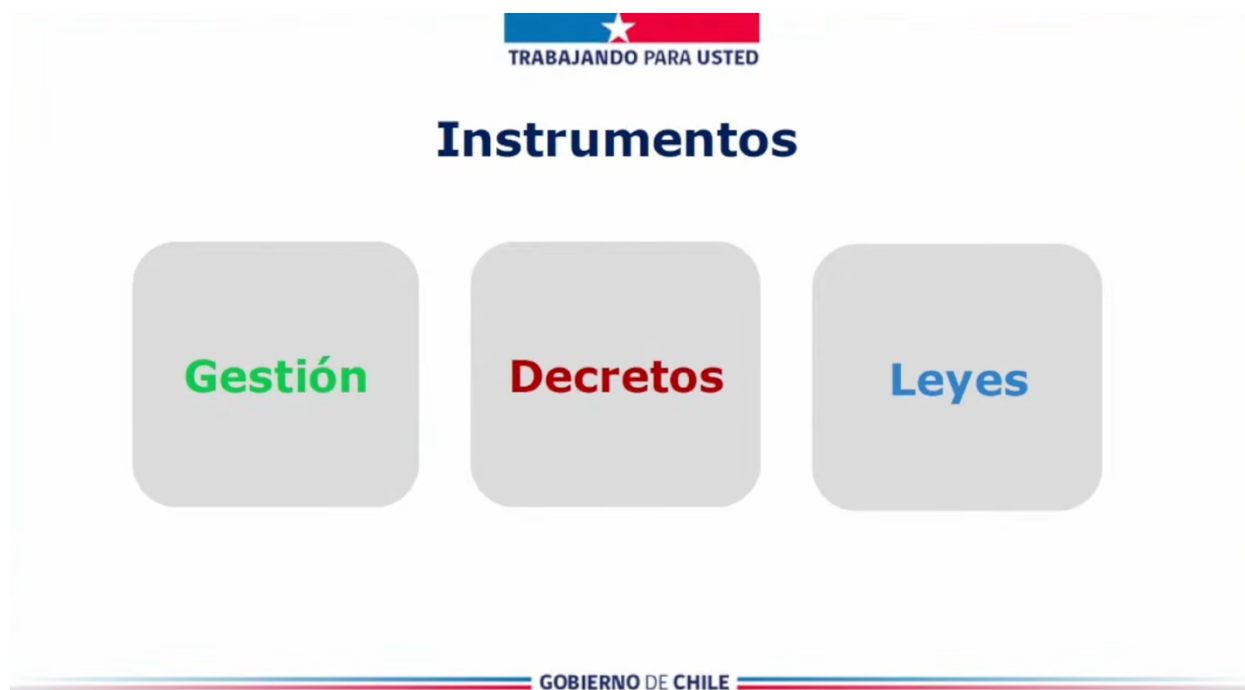 TRABAJANDO PARA USTED
Instrumentos
Gestión
Decretos
Leyes
GOBIERNO DE CHILE